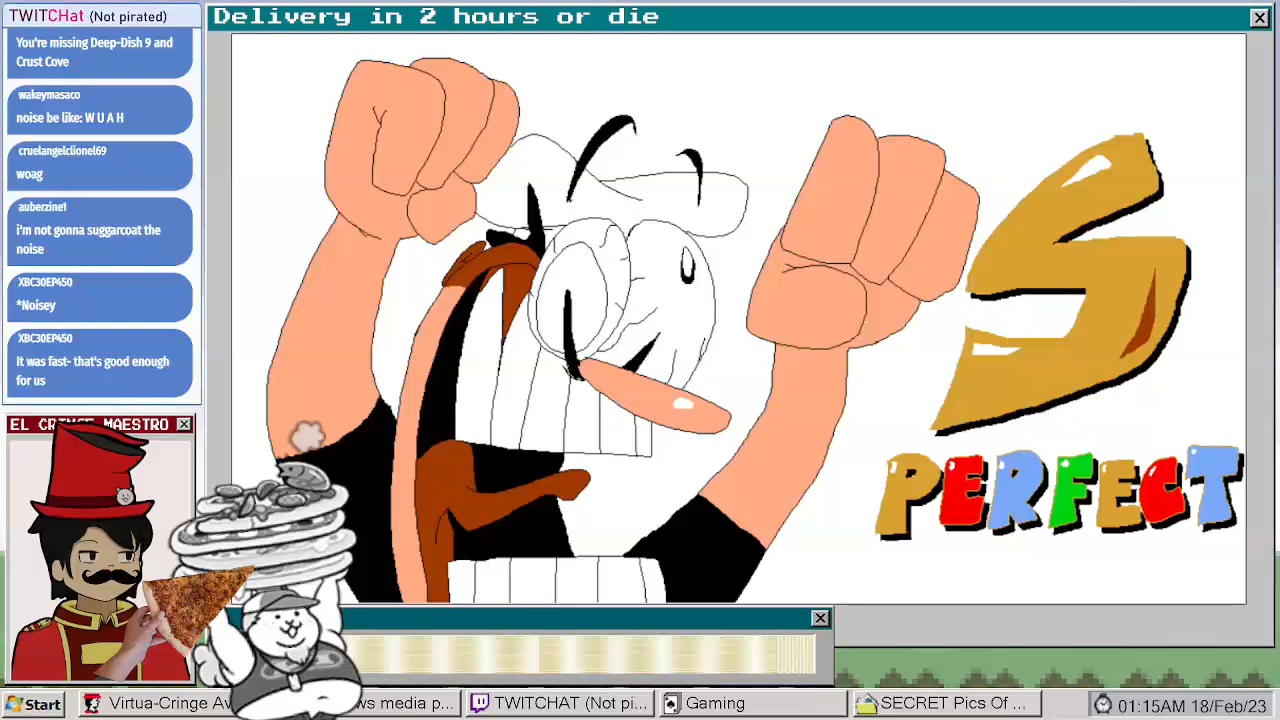 TWITCHat (Not pirated)
Delivery in 2 hours or die
You're missing Deep-Dish 9 and
Crust Cove
wakeymasaco
noise be like: W U A H
cruelangelclionel69
woag
auberzine1
i'm not gonna suggarcoat the
noise
XBC30EP450
*Noisey
XBC30EP450
It was fast- that's good enough
for us
S
PERFECT
EL CRINGE MAESTRO
Start
Virtua-Cringe Av
ws media p...
TWITCHAT (Not pi...
Gaming
SECRET Pics Of ...
01:15AM 18/Feb/23